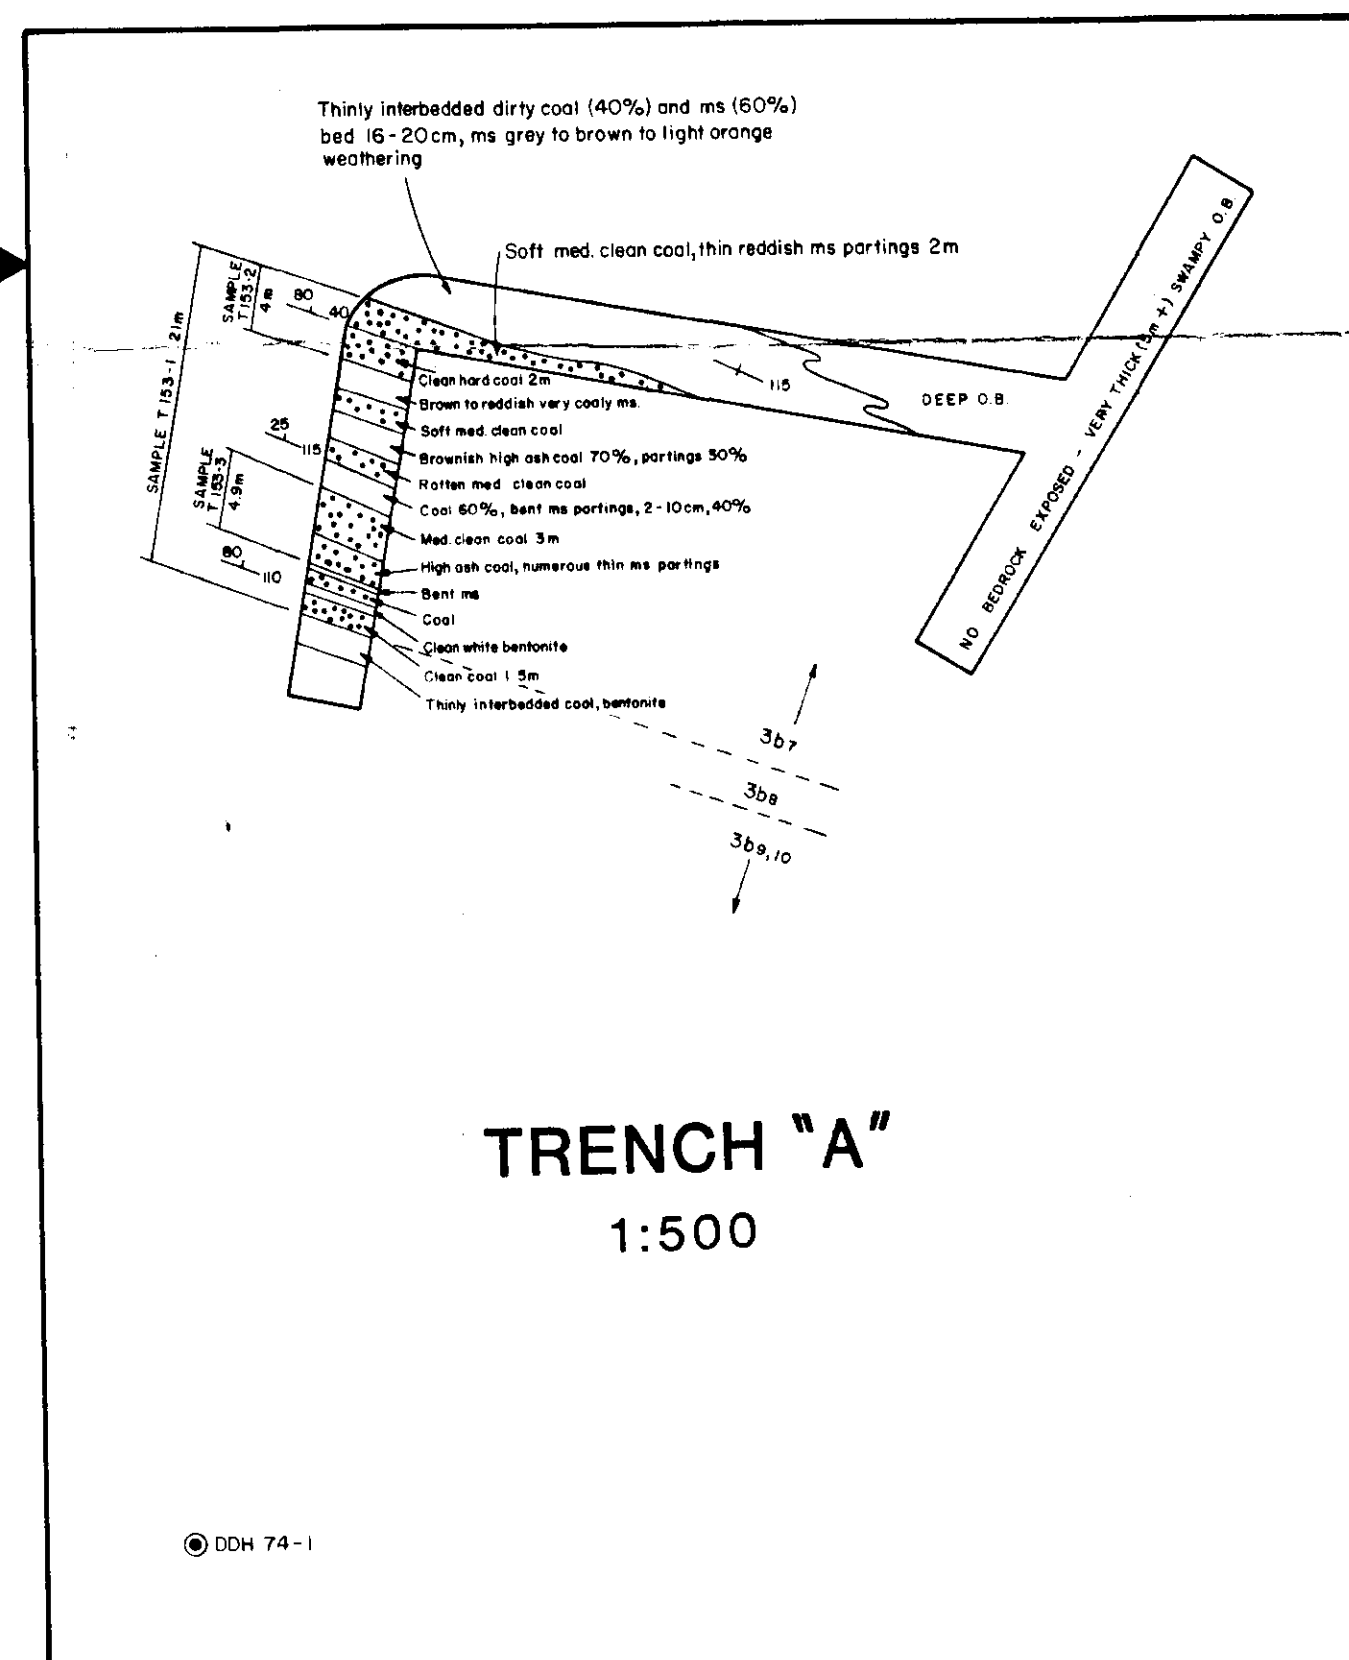 Thinly interbedded dirty coal (40%) and ms (60%)
bed 16-20cm, ms grey to brown to light orange
weathering
Soft med. clean coal, thin reddish ms partings 2m
SAMPLE
T 153-2
4m
80
40
SAMPLE T 153-1 21m
Clean hard coal 2m
Brown to reddish very coaly ms.
Soft med. clean coal
25
115
Brownish high ash coal 70%, partings 30%
Rotten med clean coal
SAMPLE
T 153-3
4.9m
Coal 60%, bent ms partings, 2-10cm, 40%
Med. clean coal 3m
80
110
High ash coal, numerous thin ms partings
Bent ms
Coal
Clean white bentonite
Clean coal 1 5m
Thinly interbedded coal, bentonite
115
DEEP O.B.
NO BEDROCK EXPOSED - VERY THICK (5m +) SWAMPY O.B.
3b7
3b8
3b9,10
TRENCH "A"
1:500
DDH 74-1